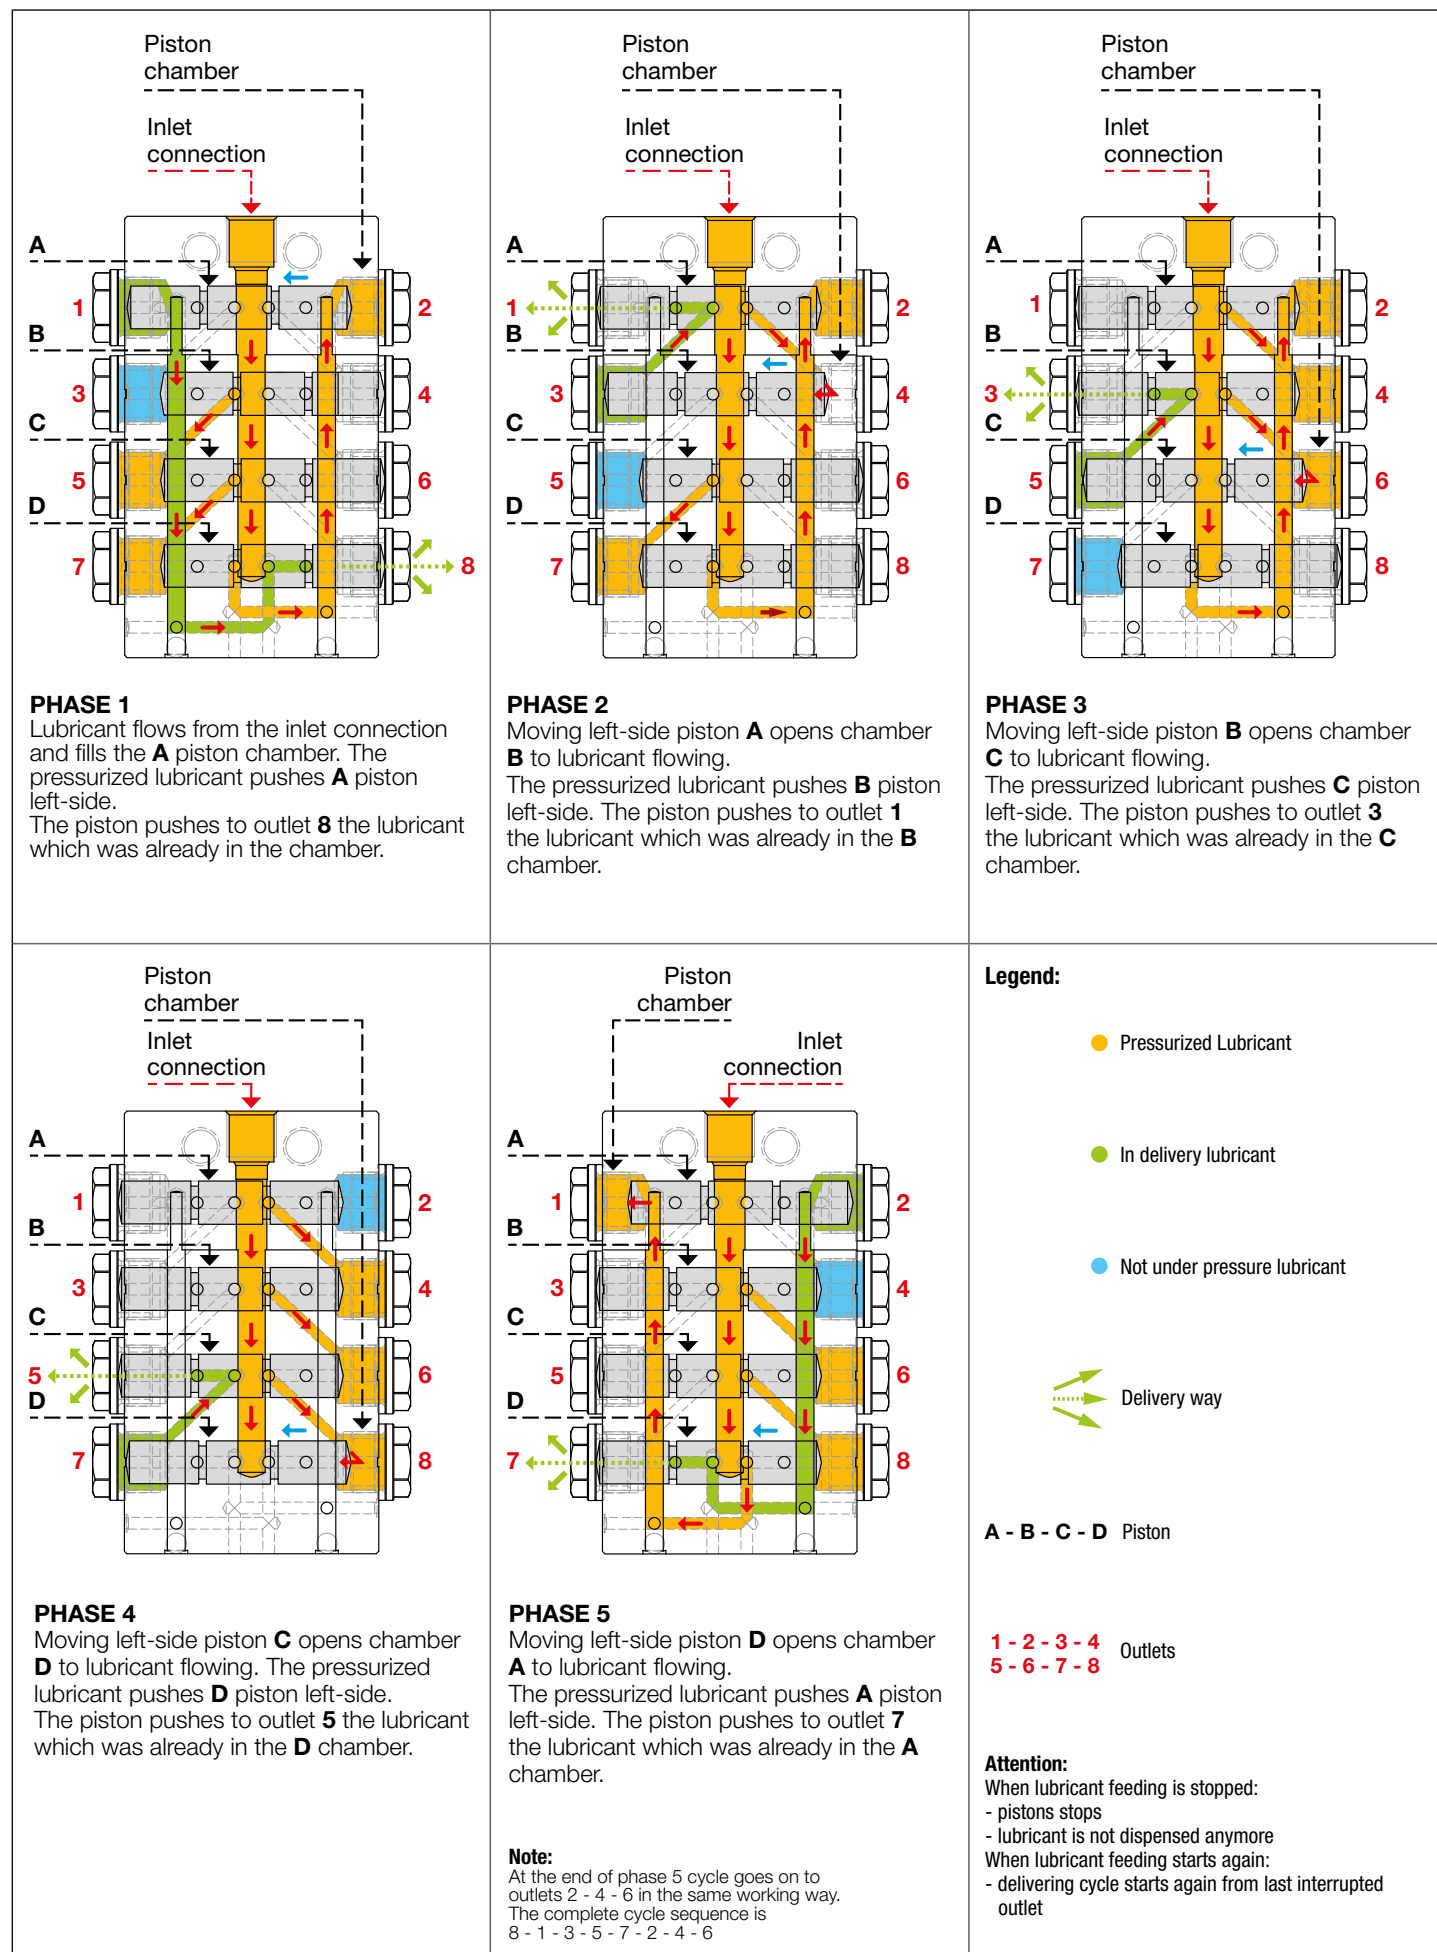 Piston
chamber
Inlet
connection
A
1
2
B
3
4
C
5
6
D
7
8
PHASE 1
Lubricant flows from the inlet connection
and fills the A piston chamber. The
pressurized lubricant pushes A piston
left-side.
The piston pushes to outlet 8 the lubricant
which was already in the chamber.
Piston
chamber
Inlet
connection
A
1
2
B
3
4
C
5
6
D
7
8
PHASE 2
Moving left-side piston A opens chamber
B to lubricant flowing.
The pressurized lubricant pushes B piston
left-side. The piston pushes to outlet 1
the lubricant which was already in the B
chamber.
Piston
chamber
Inlet
connection
A
1
2
B
3
4
C
5
6
D
7
8
PHASE 3
Moving left-side piston B opens chamber
C to lubricant flowing.
The pressurized lubricant pushes C piston
left-side. The piston pushes to outlet 3
the lubricant which was already in the C
chamber.
Piston
chamber
Inlet
connection
A
1
2
B
3
4
C
5
6
D
7
8
PHASE 4
Moving left-side piston C opens chamber
D to lubricant flowing. The pressurized
lubricant pushes D piston left-side.
The piston pushes to outlet 5 the lubricant
which was already in the D chamber.
Piston
chamber
Inlet
connection
A
1
2
B
3
4
C
5
6
D
7
8
PHASE 5
Moving left-side piston D opens chamber
A to lubricant flowing.
The pressurized lubricant pushes A piston
left-side. The piston pushes to outlet 7
the lubricant which was already in the A
chamber.
Note:
At the end of phase 5 cycle goes on to
outlets 2 - 4 - 6 in the same working way.
The complete cycle sequence is
8 - 1 - 3 - 5 - 7 - 2 - 4 - 6
Legend:
Pressurized Lubricant
In delivery lubricant
Not under pressure lubricant
Delivery way
A - B - C - D Piston
1 - 2 - 3 - 4
5 - 6 - 7 - 8
Outlets
Attention:
When lubricant feeding is stopped:
- pistons stops
- lubricant is not dispensed anymore
When lubricant feeding starts again:
- delivering cycle starts again from last interrupted
outlet